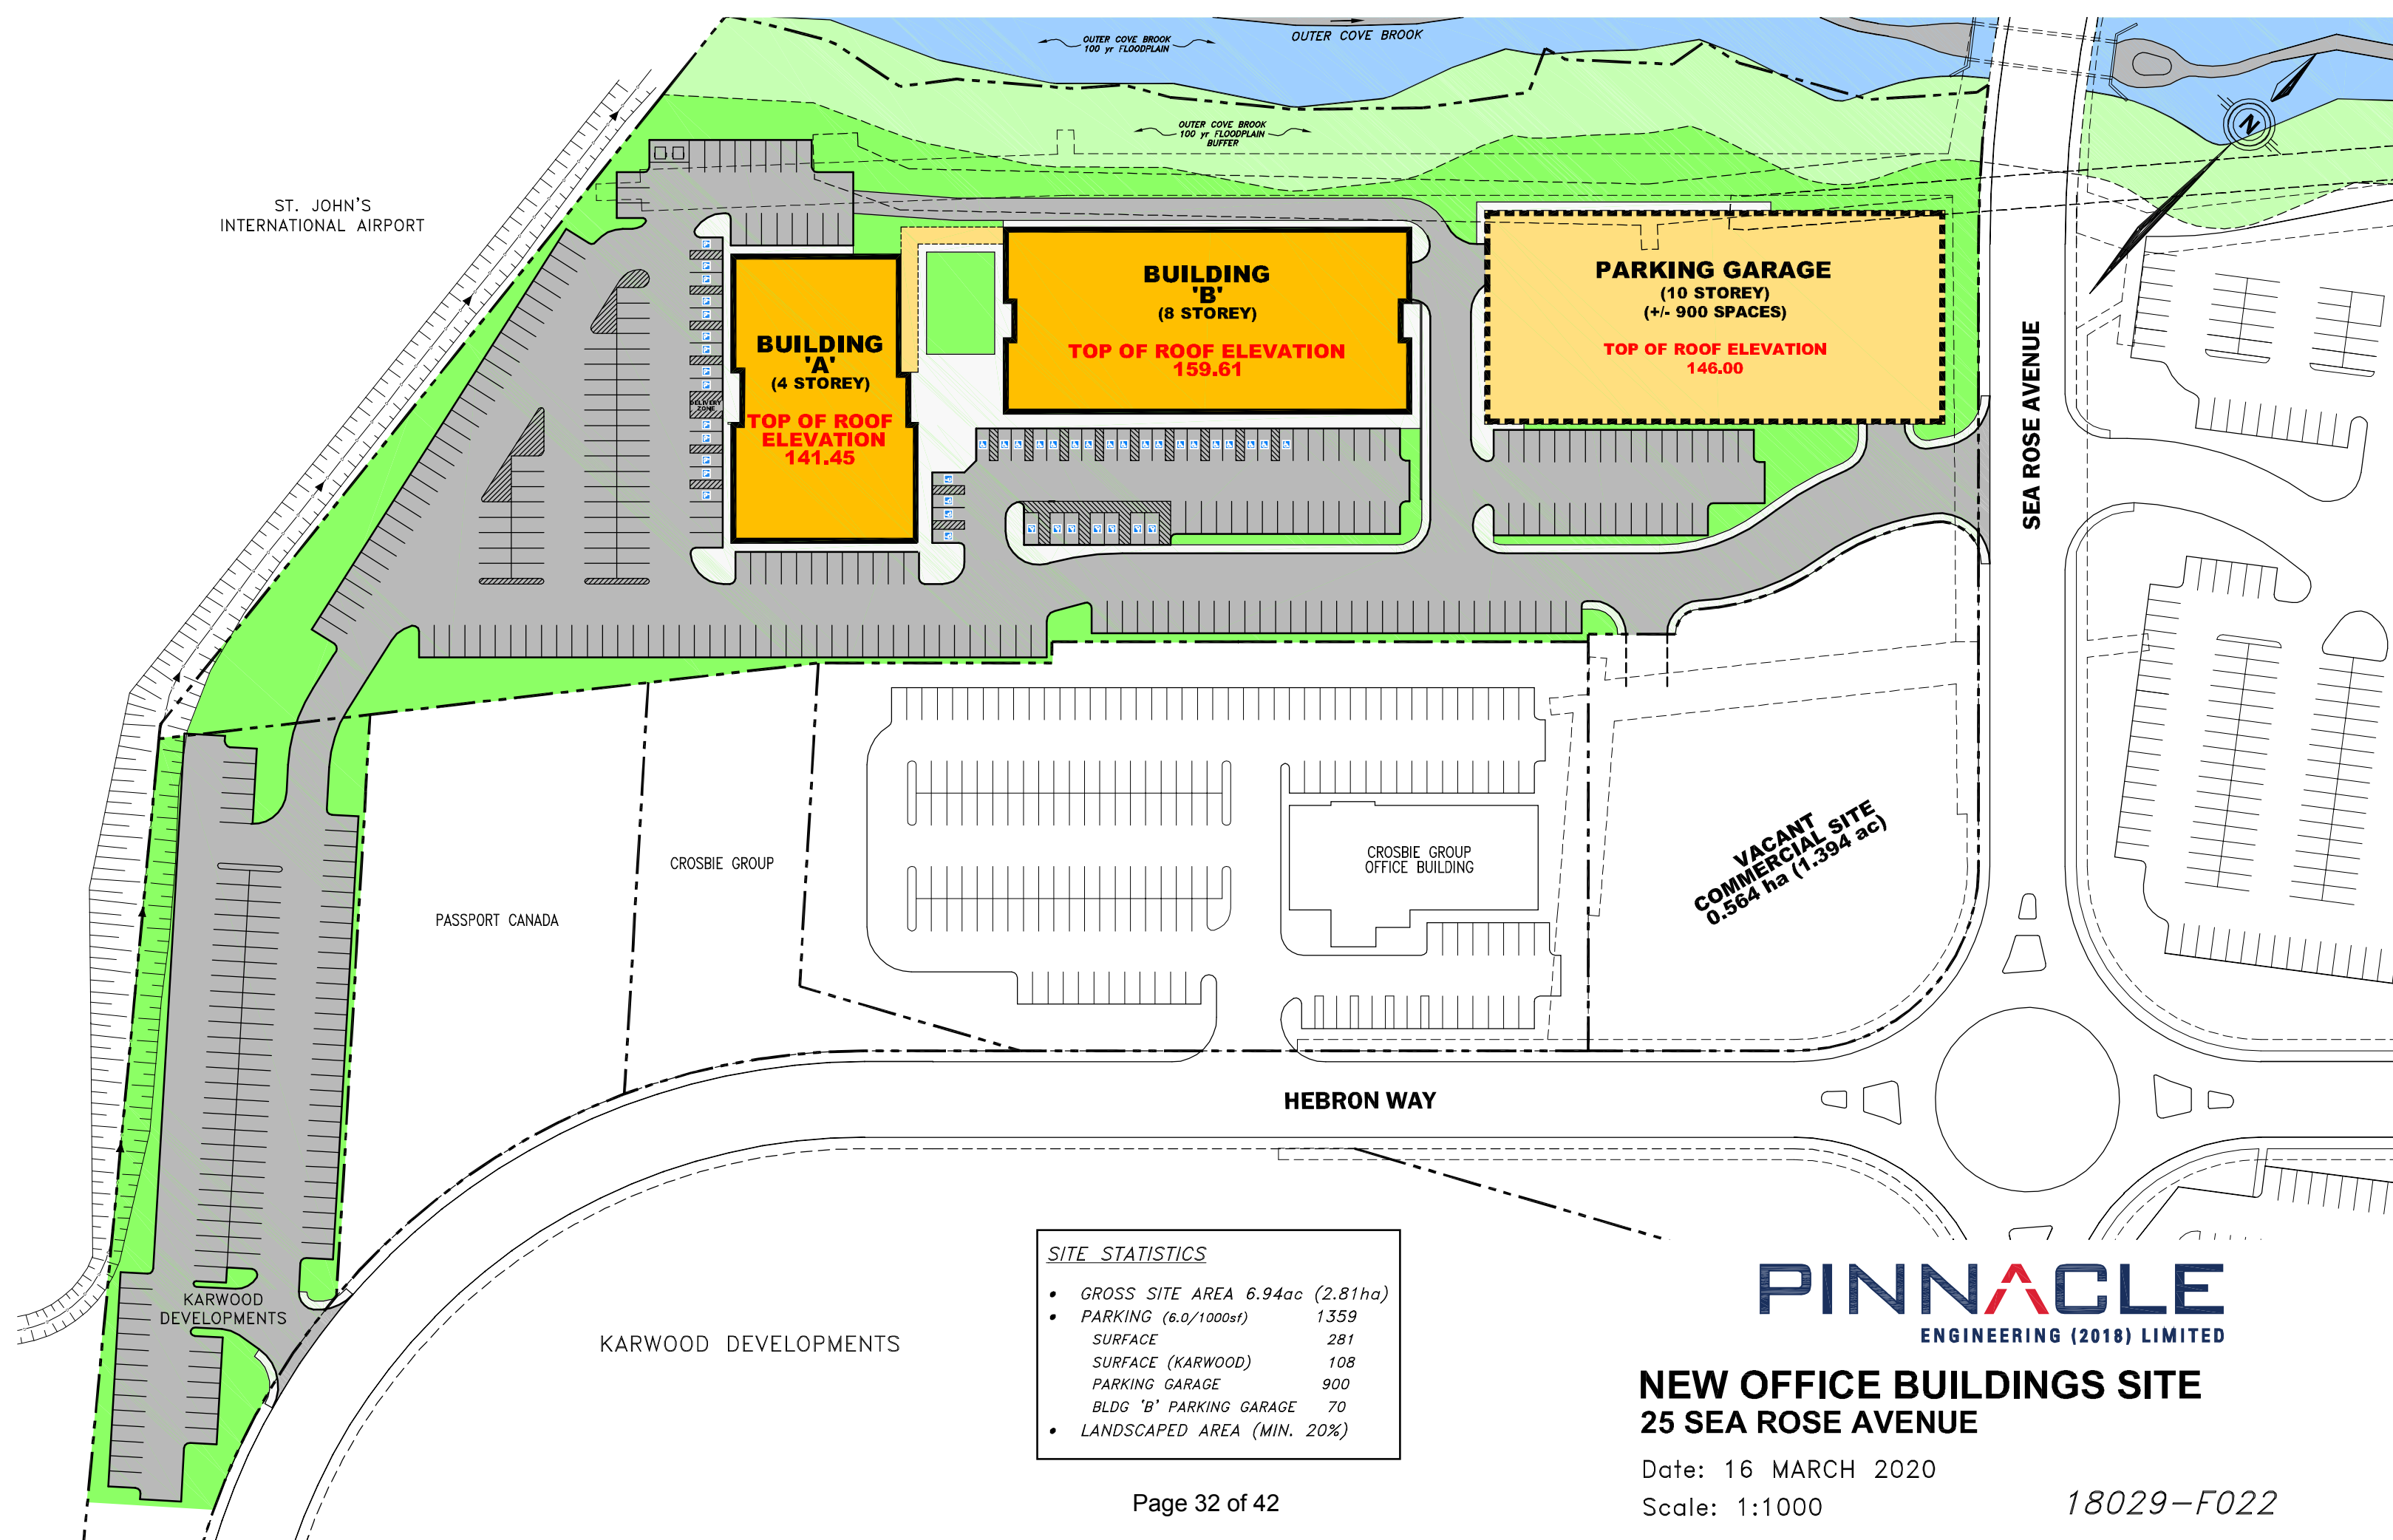 OUTER COVE BROOK
100 yr FLOODPLAIN
OUTER COVE BROOK
OUTER COVE BROOK
100 yr FLOODPLAIN
BUFFER
N
ST. JOHN'S
INTERNATIONAL AIRPORT
BUILDING
'A'
(4 STOREY)
TOP OF ROOF
ELEVATION
141.45
DELIVERY
ZONE
BUILDING
'B'
(8 STOREY)
TOP OF ROOF ELEVATION
159.61
PARKING GARAGE
(10 STOREY)
(+/- 900 SPACES)
TOP OF ROOF ELEVATION
146.00
SEA ROSE AVENUE
PASSPORT CANADA
CROSBIE GROUP
CROSBIE GROUP
OFFICE BUILDING
VACANT
COMMERCIAL SITE
0.564 ha (1.394 ac)
HEBRON WAY
KARWOOD
DEVELOPMENTS
KARWOOD DEVELOPMENTS
SITE STATISTICS
• GROSS SITE AREA 6.94ac (2.81ha)
• PARKING (6.0/1000sf) 1359
SURFACE 281
SURFACE (KARWOOD) 108
PARKING GARAGE 900
BLDG 'B' PARKING GARAGE 70
• LANDSCAPED AREA (MIN. 20%)
Page 32 of 42
PINNACLE
ENGINEERING (2018) LIMITED
NEW OFFICE BUILDINGS SITE
25 SEA ROSE AVENUE
Date: 16 MARCH 2020
Scale: 1:1000
18029-F022